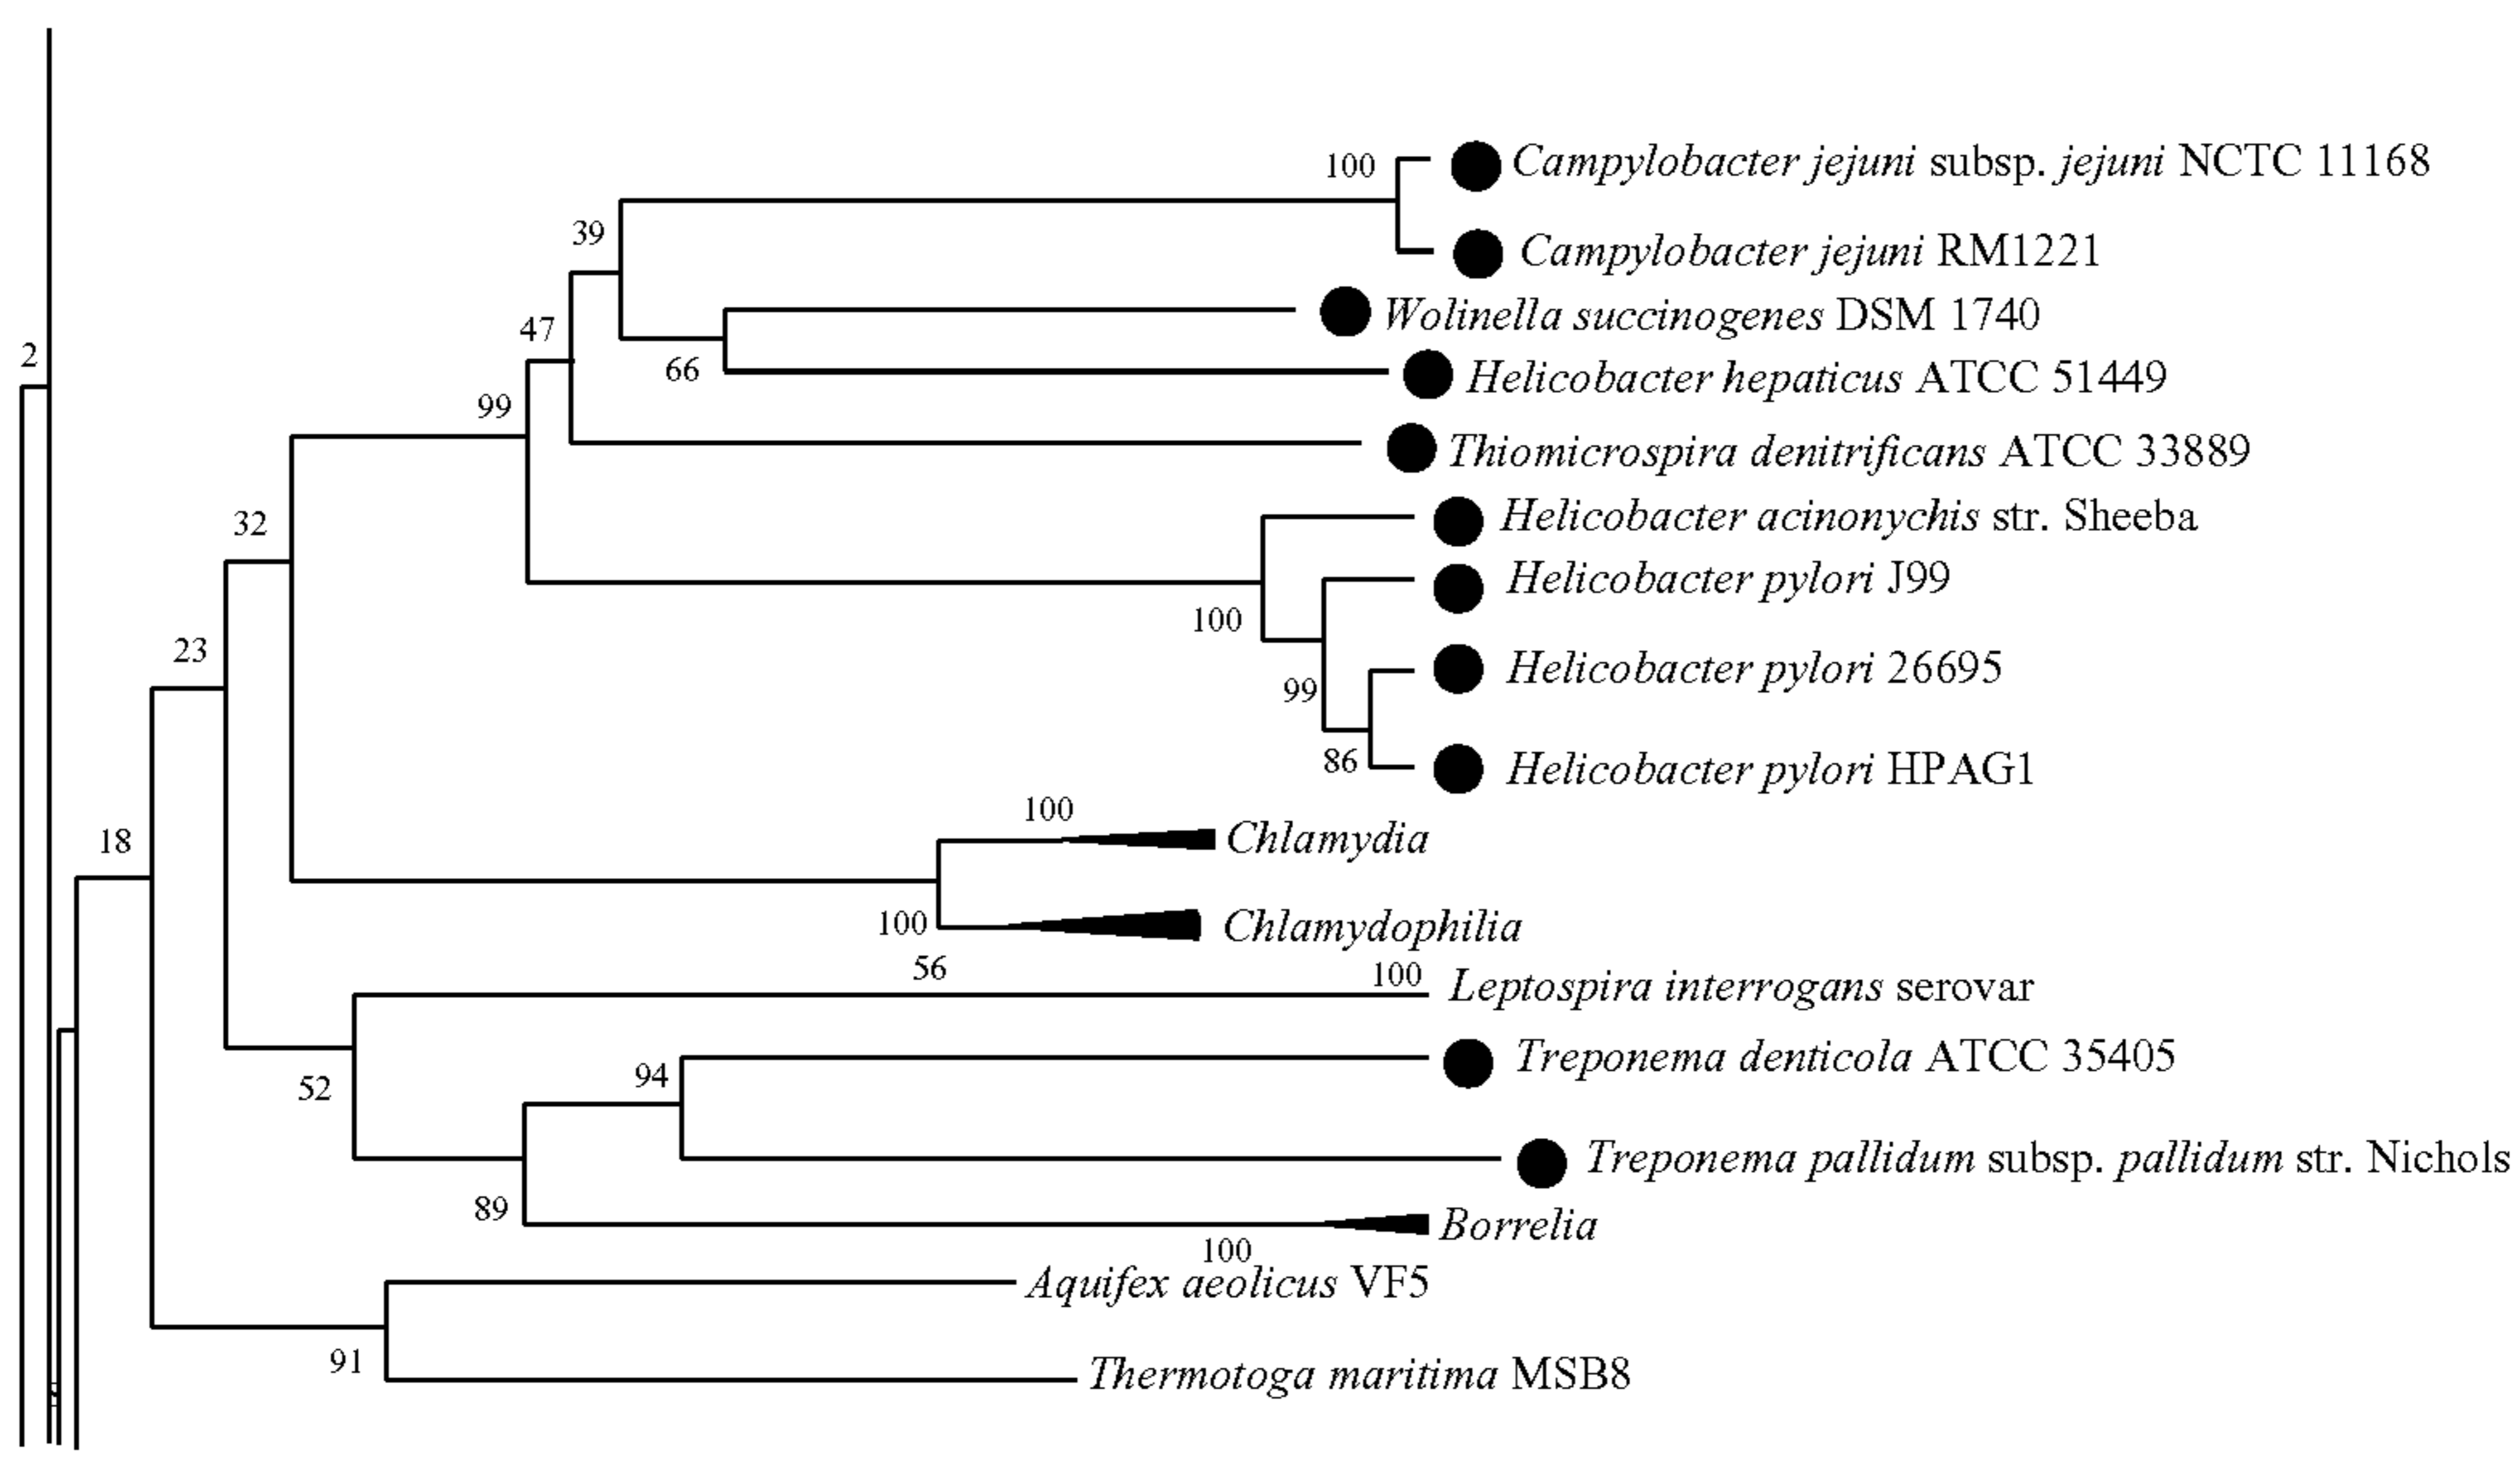 100
Campylobacter jejuni subsp. jejuni NCTC 11168
39
Campylobacter jejuni RM1221
47
Wolinella succinogenes DSM 1740
2
66
Helicobacter hepaticus ATCC 51449
99
Thiomicrospira denitrificans ATCC 33889
32
Helicobacter acinonychis str. Sheeba
Helicobacter pylori J99
100
23
Helicobacter pylori 26695
99
86
Helicobacter pylori HPAG1
100
18
Chlamydia
100
Chlamydophilia
56
100
Leptospira interrogans serovar
94
Treponema denticola ATCC 35405
52
Treponema pallidum subsp. pallidum str. Nichols
89
Borrelia
100
Aquifex aeolicus VF5
91
Thermotoga maritima MSB8